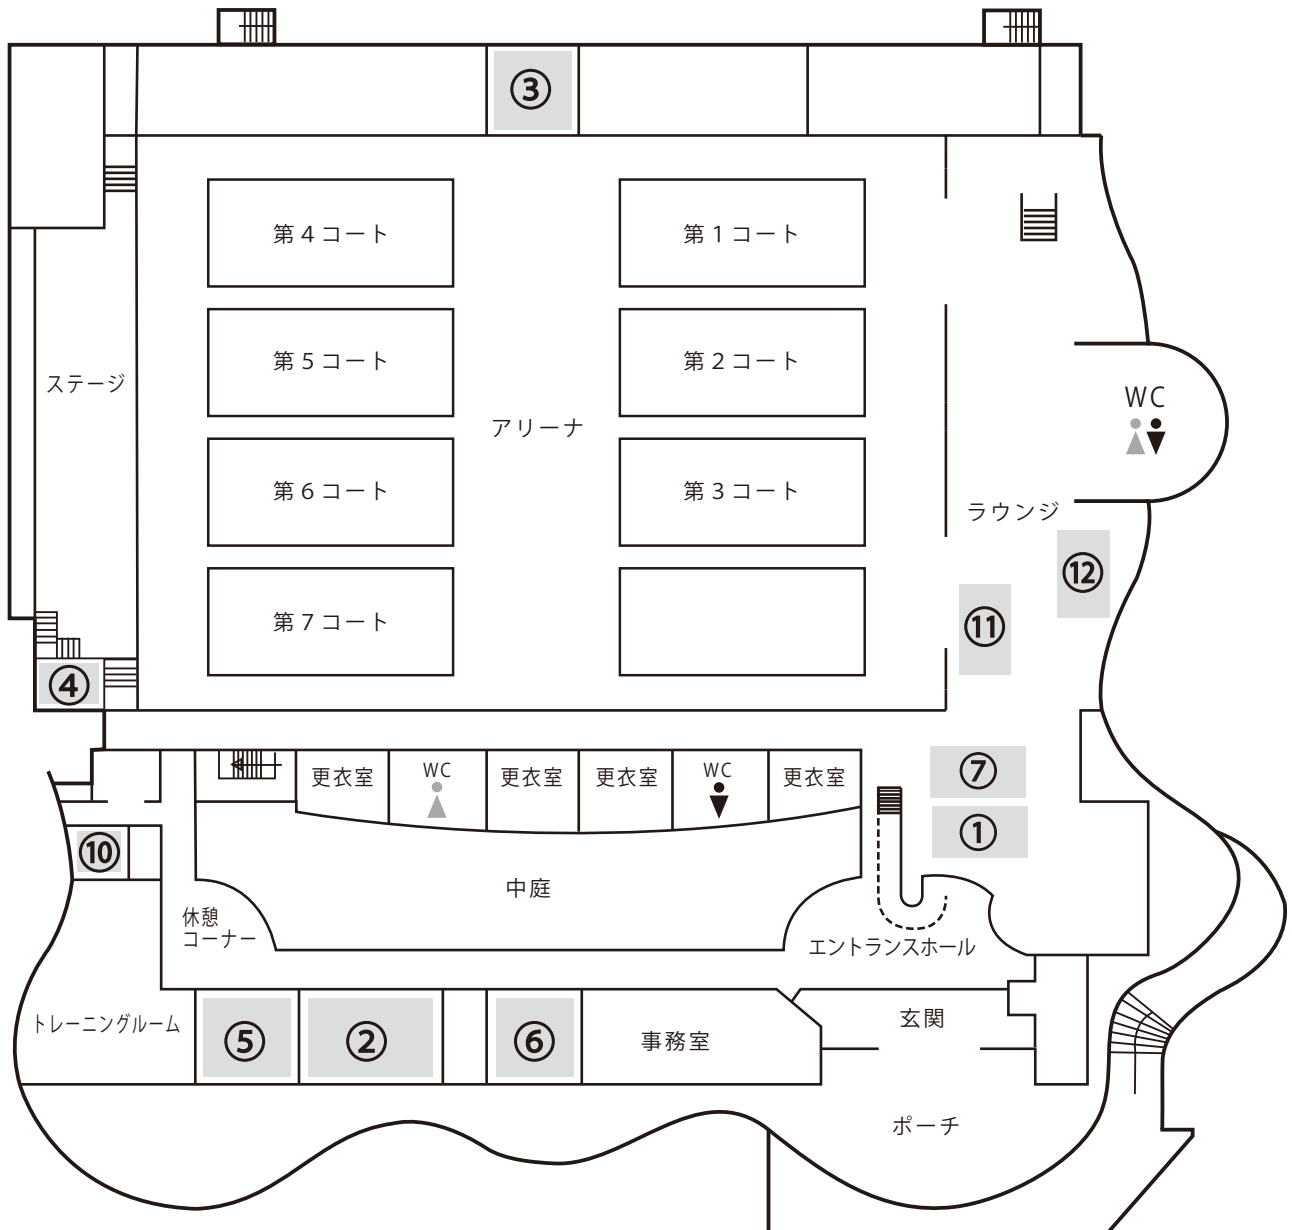 ③
第4コート
第1コート
ステージ
第5コート
第2コート
WC
アリーナ
第6コート
第3コート
ラウンジ
⑫
第7コート
⑪
④
更衣室
WC
更衣室
更衣室
WC
更衣室
⑦
①
⑩
中庭
休憩
コーナー
エントランスホール
トレーニングルーム
⑤
②
⑥
事務室
玄関
ポーチ